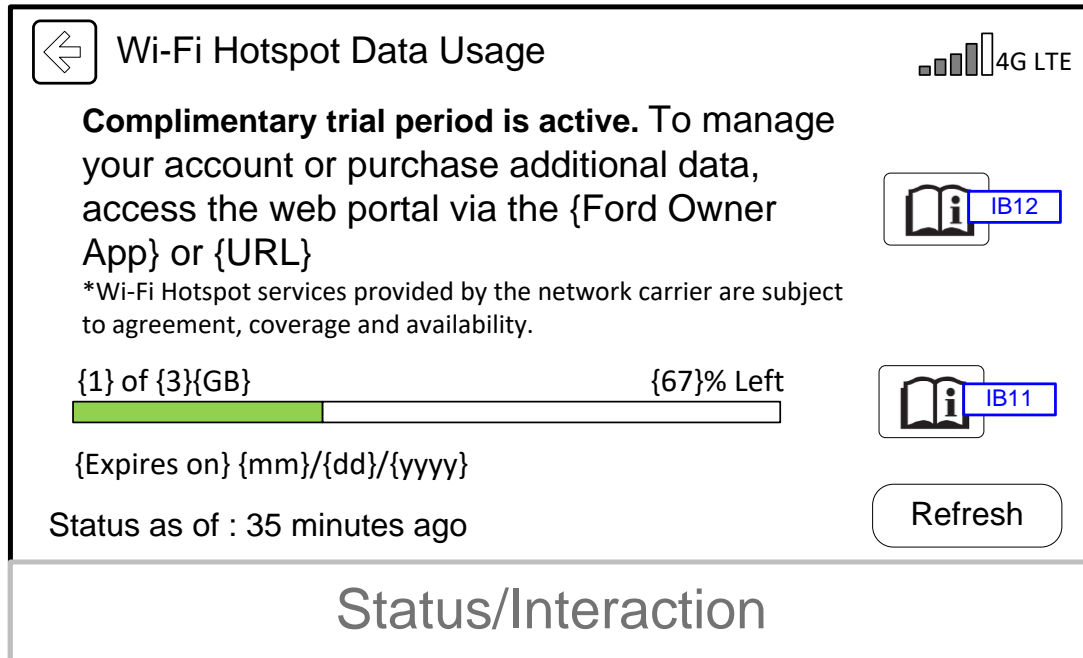 Wi-Fi Hotspot Data Usage
4G LTE
Complimentary trial period is active. To manage
your account or purchase additional data,
access the web portal via the {Ford Owner
App} or {URL}
IB12
*Wi-Fi Hotspot services provided by the network carrier are subject
to agreement, coverage and availability.
{1} of {3}{GB}
{67}% Left
IB11
{Expires on} {mm}/{dd}/{yyyy}
Status as of : 35 minutes ago
Refresh
Status/Interaction